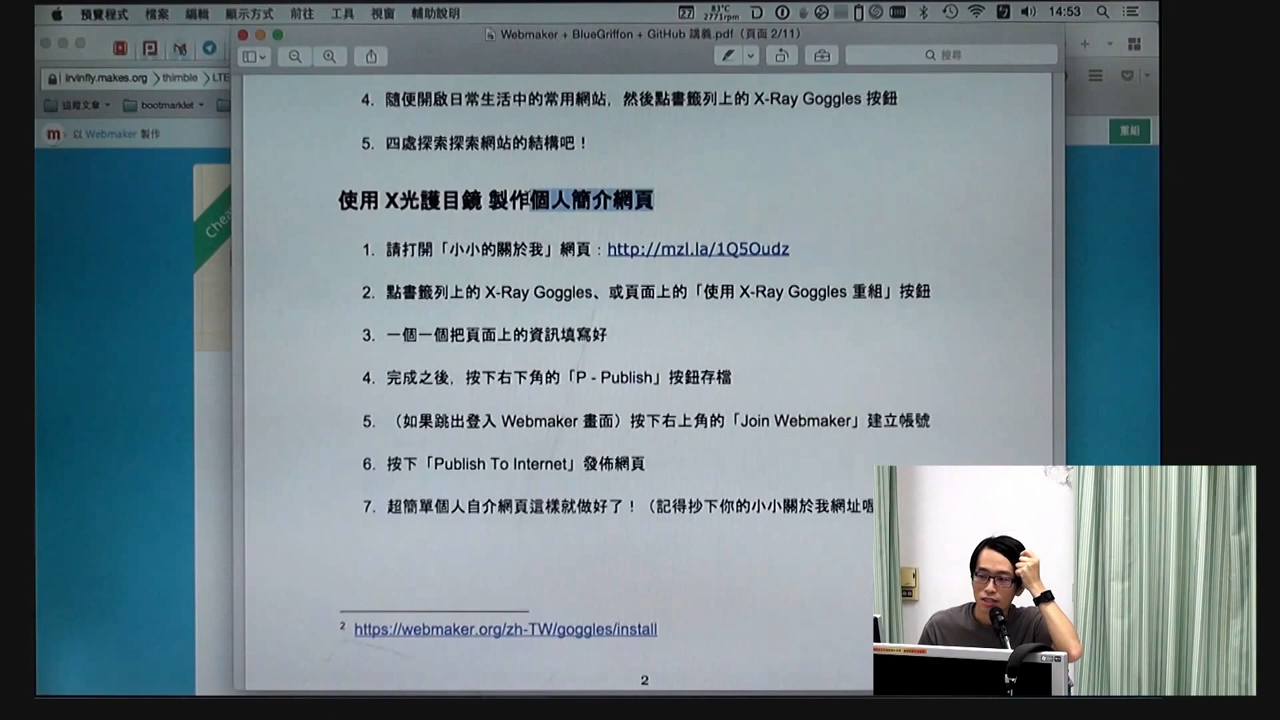 預覽程式 檔案 編輯 顯示方式 前往 工具 視窗 輔助說明
27 83°C 2771rpm 14:53
Webmaker + BlueGriffon + GitHub 講義.pdf（頁面 2/11）
搜尋
irvinfly.makes.org thimble LTE
追蹤文章 bootmarklet
m 以 Webmaker 製作
重組
Chea
4. 隨便開啟日常生活中的常用網站，然後點書籤列上的 X-Ray Goggles 按鈕
5. 四處探索探索網站的結構吧！
使用 X光護目鏡 製作個人簡介網頁
1. 請打開「小小的關於我」網頁：http://mzl.la/1Q5Oudz
2. 點書籤列上的 X-Ray Goggles、或頁面上的「使用 X-Ray Goggles 重組」按鈕
3. 一個一個把頁面上的資訊填寫好
4. 完成之後，按下右下角的「P - Publish」按鈕存檔
5. （如果跳出登入 Webmaker 畫面）按下右上角的「Join Webmaker」建立帳號
6. 按下「Publish To Internet」發佈網頁
7. 超簡單個人自介網頁這樣就做好了！（記得抄下你的小小關於我網址唷
2 https://webmaker.org/zh-TW/goggles/install
2